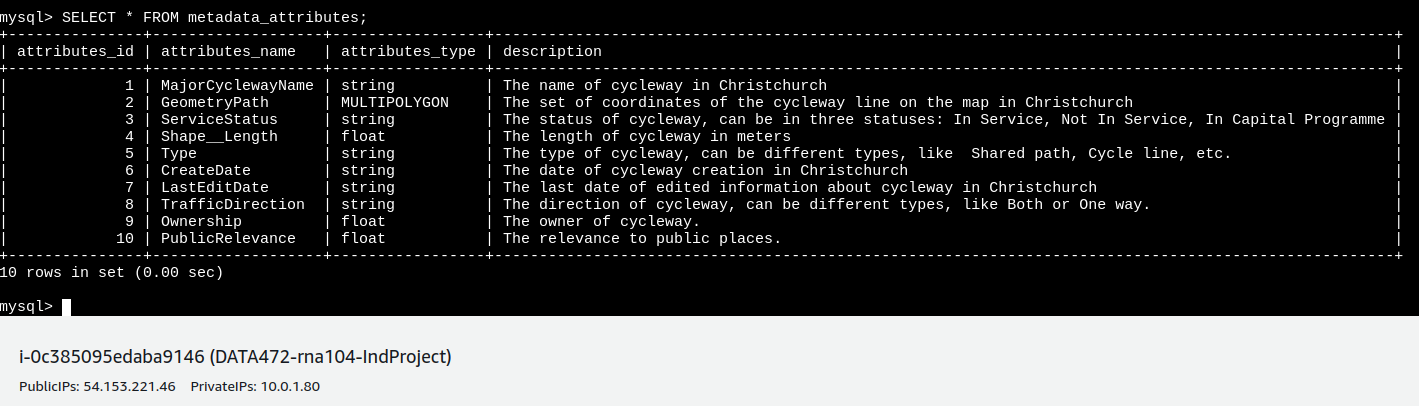 mysql> SELECT * FROM metadata_attributes;
+---------------+-------------------+-----------------+----------------------------------------------------------------------------------------------------+
| attributes_id | attributes_name   | attributes_type | description                                                                                        |
+---------------+-------------------+-----------------+----------------------------------------------------------------------------------------------------+
|             1 | MajorCyclewayName | string          | The name of cycleway in Christchurch                                                               |
|             2 | GeometryPath      | MULTIPOLYGON    | The set of coordinates of the cycleway line on the map in Christchurch                             |
|             3 | ServiceStatus     | string          | The status of cycleway, can be in three statuses: In Service, Not In Service, In Capital Programme |
|             4 | Shape__Length     | float           | The length of cycleway in meters                                                                   |
|             5 | Type              | string          | The type of cycleway, can be different types, like  Shared path, Cycle line, etc.                  |
|             6 | CreateDate        | string          | The date of cycleway creation in Christchurch                                                      |
|             7 | LastEditDate      | string          | The last date of edited information about cycleway in Christchurch                                 |
|             8 | TrafficDirection  | string          | The direction of cycleway, can be different types, like Both or One way.                           |
|             9 | Ownership         | float           | The owner of cycleway.                                                                             |
|            10 | PublicRelevance   | float           | The relevance to public places.                                                                    |
+---------------+-------------------+-----------------+----------------------------------------------------------------------------------------------------+
10 rows in set (0.00 sec)
mysql>
i-0c385095edaba9146 (DATA472-rna104-IndProject)
PublicIPs: 54.153.221.46    PrivateIPs: 10.0.1.80